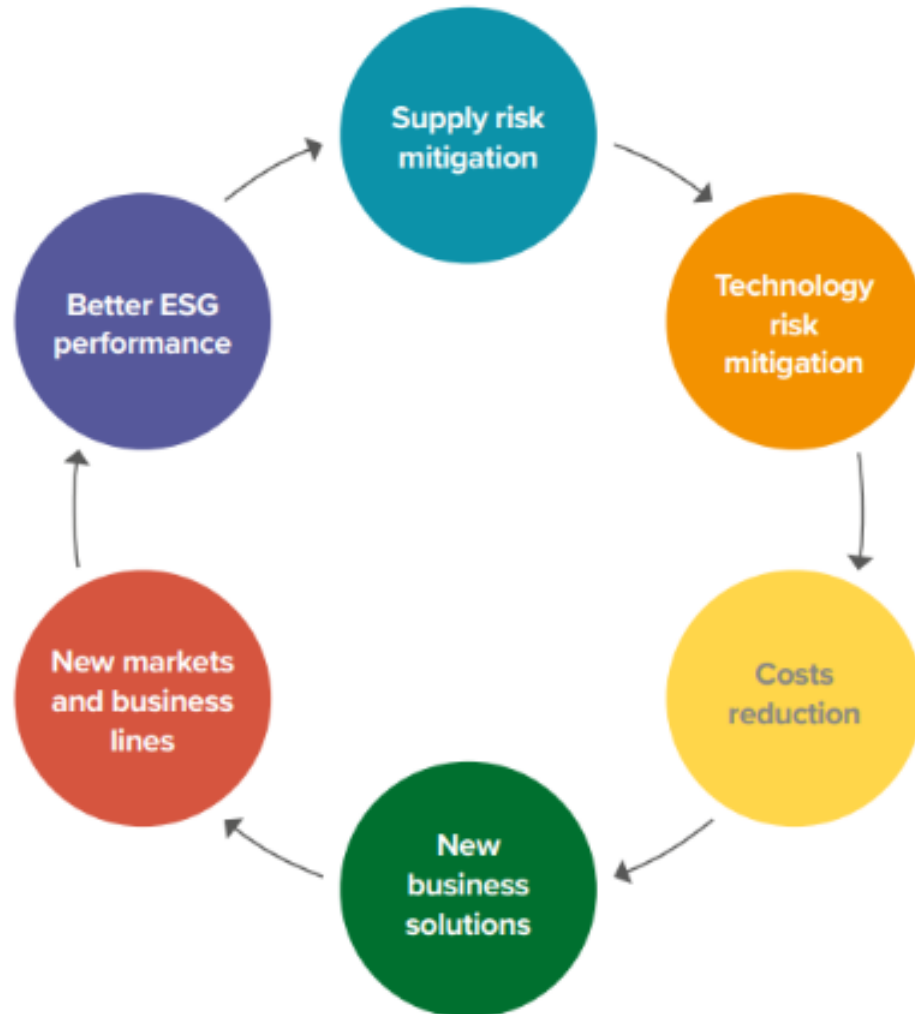 Supply risk
mitigation
Technology
risk
mitigation
Costs
reduction
New
business
solutions
New markets
and business
lines
Better ESG
performance